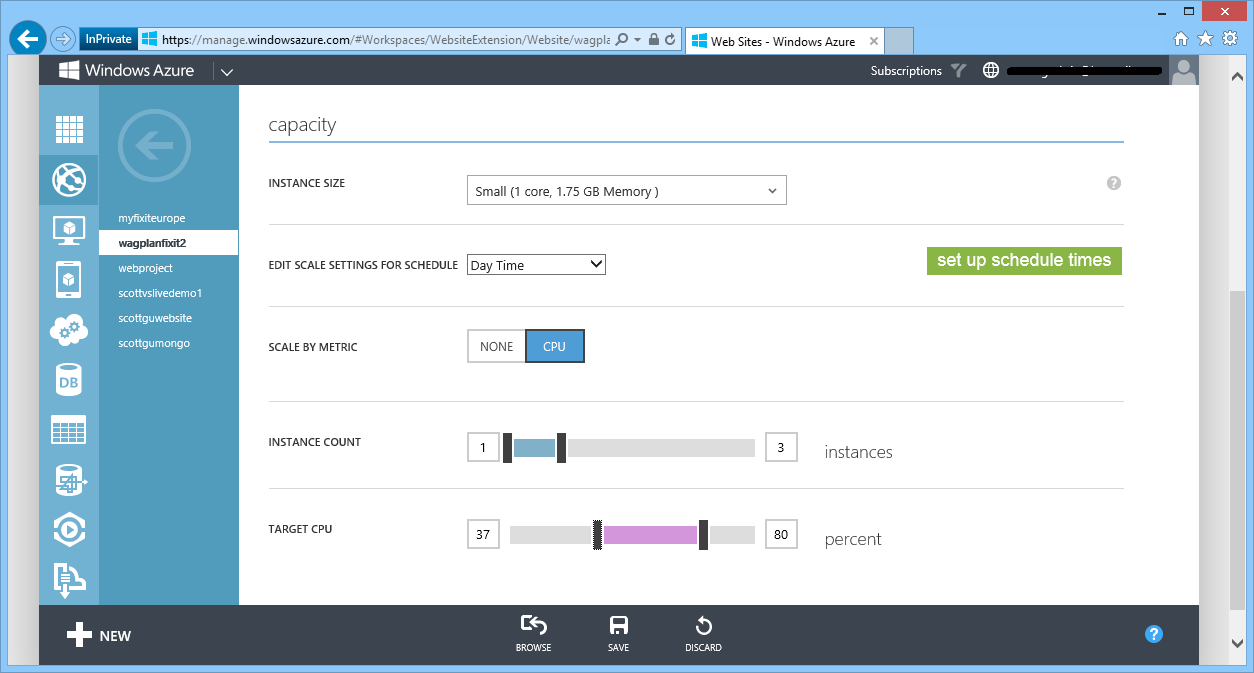 InPrivate https://manage.windowsazure.com/#Workspaces/WebsiteExtension/Website/wagpla Web Sites - Windows Azure
Windows Azure Subscriptions
capacity
INSTANCE SIZE Small (1 core, 1.75 GB Memory )
EDIT SCALE SETTINGS FOR SCHEDULE Day Time set up schedule times
SCALE BY METRIC NONE CPU
INSTANCE COUNT 1 3 instances
TARGET CPU 37 80 percent
myfixiteurope
wagplanfixit2
webproject
scottvslivedemo1
scottguwebsite
scottgumongo
DB
NEW BROWSE SAVE DISCARD ?